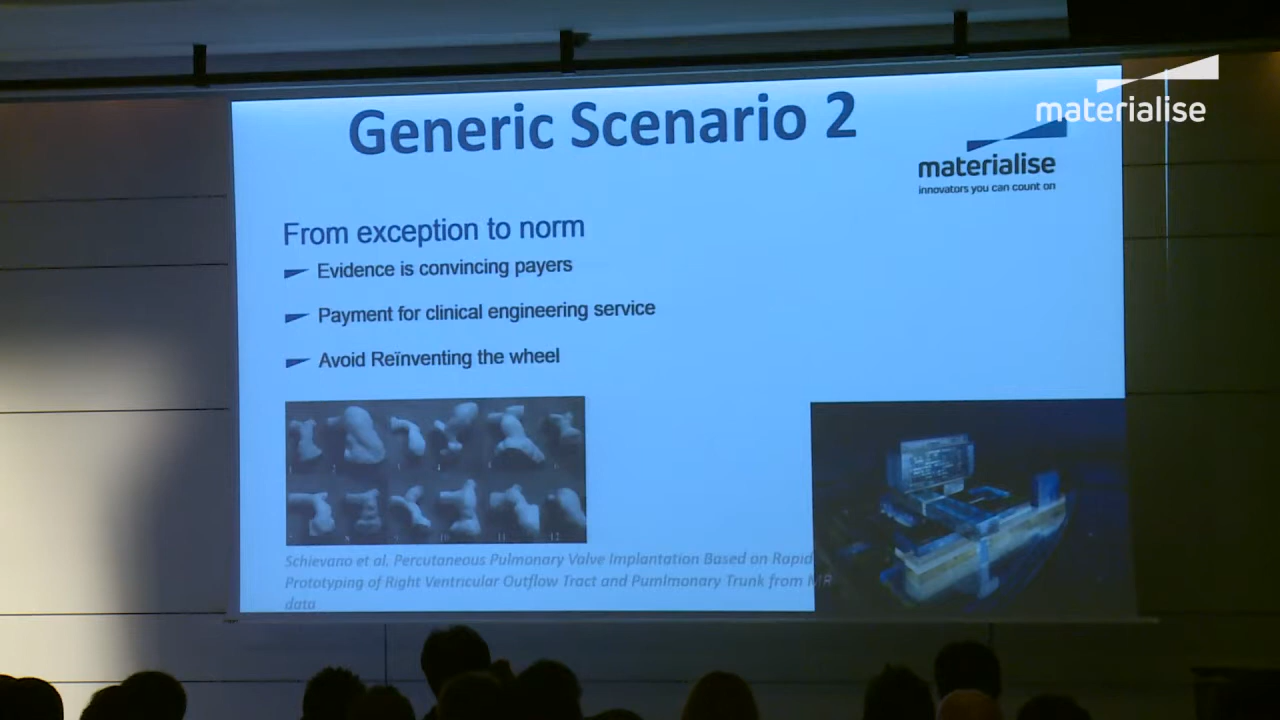 materialise
Generic Scenario 2
materialise
innovators you can count on
From exception to norm
Evidence is convincing payers
Payment for clinical engineering service
Avoid Reïnventing the wheel
Schievano et al. Percutaneous Pulmonary Valve Implantation Based on Rapid
Prototyping of Right Ventricular Outflow Tract and Pumlmonary Trunk from MR
data